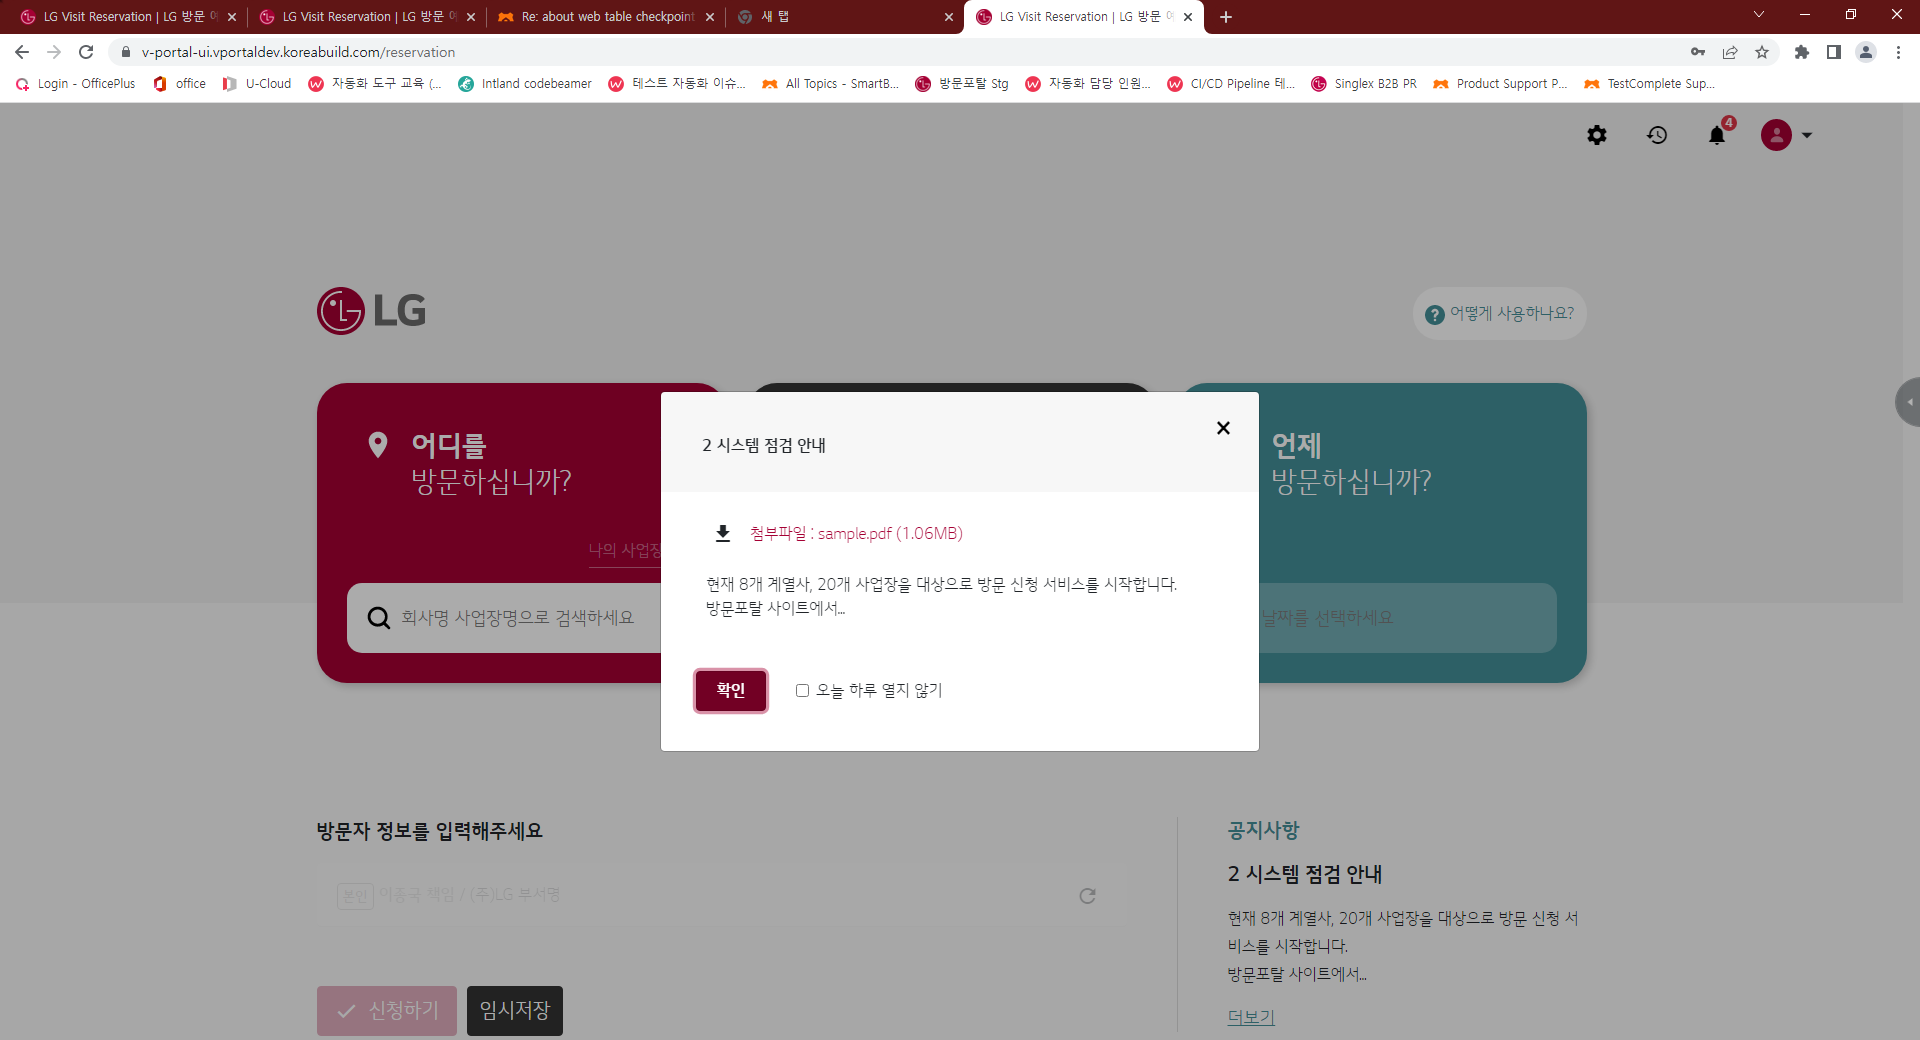 LG Visit Reservation | LG 방문 예
LG Visit Reservation | LG 방문 예
Re: about web table checkpoint
새 탭
LG Visit Reservation | LG 방문 예
v-portal-ui.vportaldev.koreabuild.com/reservation
Login - OfficePlus
office
U-Cloud
자동화 도구 교육 (...
Intland codebeamer
테스트 자동화 이슈...
All Topics - SmartB...
방문포탈 Stg
자동화 담당 인원...
CI/CD Pipeline 테...
Singlex B2B PR
Product Support P...
TestComplete Sup...
4
LG
? 어떻게 사용하나요?
어디를
방문하십니까?
나의 사업장
회사명 사업장명으로 검색하세요
언제
방문하십니까?
날짜를 선택하세요
2 시스템 점검 안내
첨부파일 : sample.pdf (1.06MB)
현재 8개 계열사, 20개 사업장을 대상으로 방문 신청 서비스를 시작합니다.
방문포탈 사이트에서...
확인
오늘 하루 열지 않기
방문자 정보를 입력해주세요
본인 이종국 책임 / (주)LG 부서명
신청하기
임시저장
공지사항
2 시스템 점검 안내
현재 8개 계열사, 20개 사업장을 대상으로 방문 신청 서
비스를 시작합니다.
방문포탈 사이트에서...
더보기